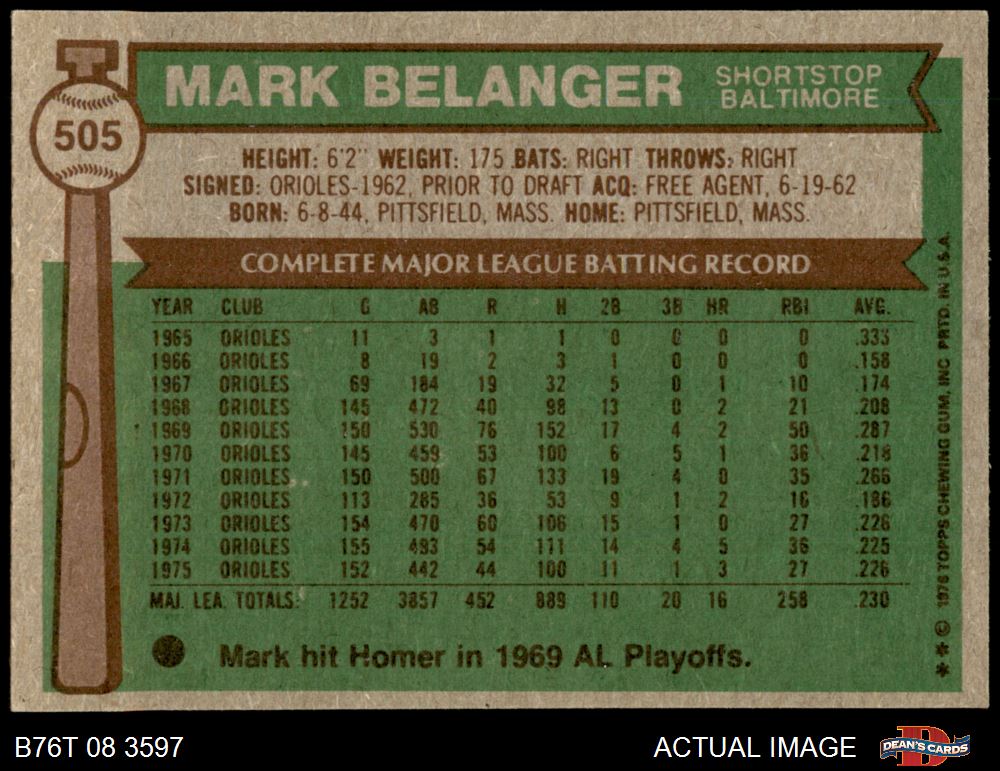 505
MARK BELANGER SHORTSTOP
BALTIMORE
HEIGHT: 6'2" WEIGHT: 175 BATS: RIGHT THROWS: RIGHT
SIGNED: ORIOLES-1962, PRIOR TO DRAFT ACQ: FREE AGENT, 6-19-62
BORN: 6-8-44, PITTSFIELD, MASS. HOME: PITTSFIELD, MASS.
COMPLETE MAJOR LEAGUE BATTING RECORD
YEAR CLUB G AB R H 2B 3B HR RBI AVG.
1965 ORIOLES 11 3 1 1 0 0 0 0 .333
1966 ORIOLES 8 19 2 3 1 0 0 0 .158
1967 ORIOLES 69 184 19 32 5 0 1 10 .174
1968 ORIOLES 145 472 40 98 13 0 2 21 .208
1969 ORIOLES 150 530 76 152 17 4 2 50 .287
1970 ORIOLES 145 459 53 100 6 5 1 36 .218
1971 ORIOLES 150 500 67 133 19 4 0 35 .266
1972 ORIOLES 113 285 36 53 9 1 2 16 .186
1973 ORIOLES 154 470 60 106 15 1 0 27 .226
1974 ORIOLES 155 493 54 111 14 4 5 36 .225
1975 ORIOLES 152 442 44 100 11 1 3 27 .226
MAJ. LEA. TOTALS: 1252 3857 452 889 110 20 16 258 .230
Mark hit Homer in 1969 AL Playoffs.
**© 1976 TOPPS CHEWING GUM, INC. PRTD. IN U.S.A.
B76T 08 3597
ACTUAL IMAGE
DEAN'S CARDS